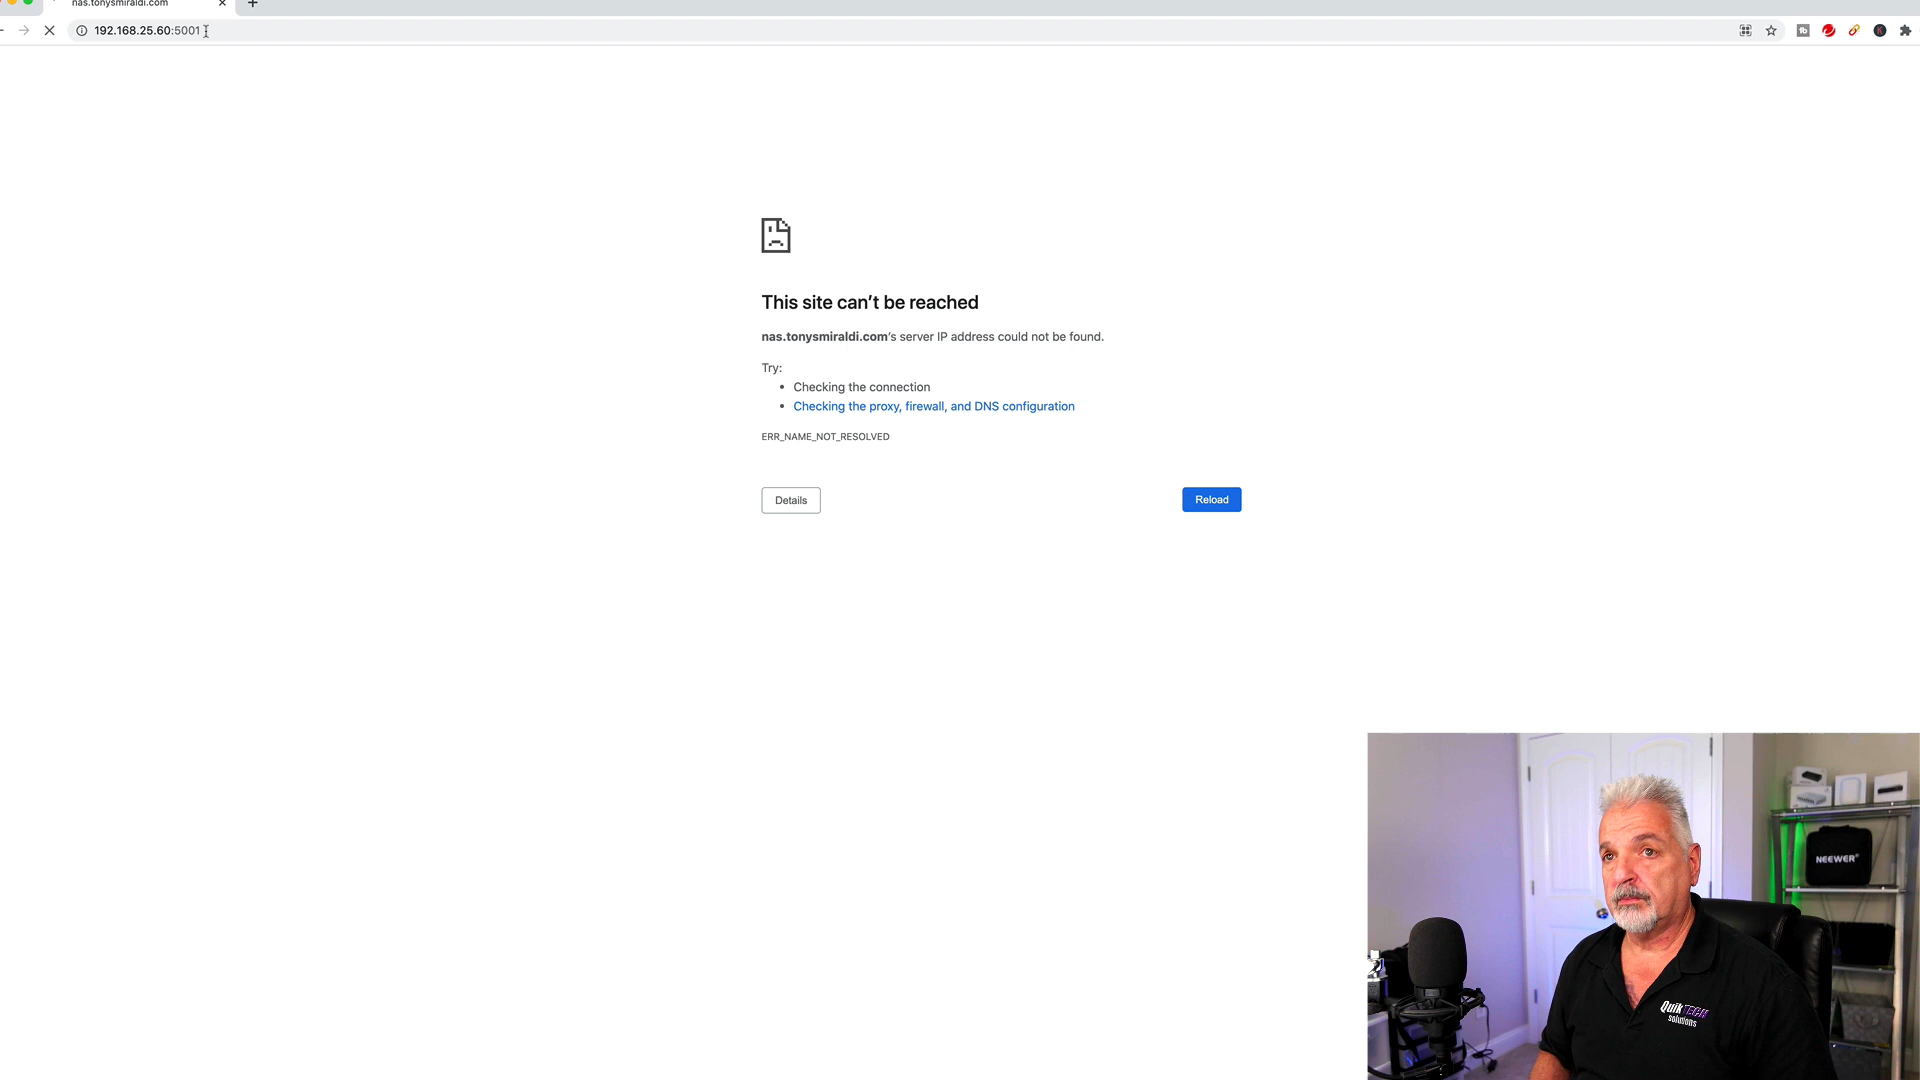 nas.tonysmiraldi.com
192.168.25.60:5001
This site can’t be reached
nas.tonysmiraldi.com’s server IP address could not be found.
Try:
• Checking the connection
• Checking the proxy, firewall, and DNS configuration
ERR_NAME_NOT_RESOLVED
Details
Reload
NEEWER
QuikTECH
solutions